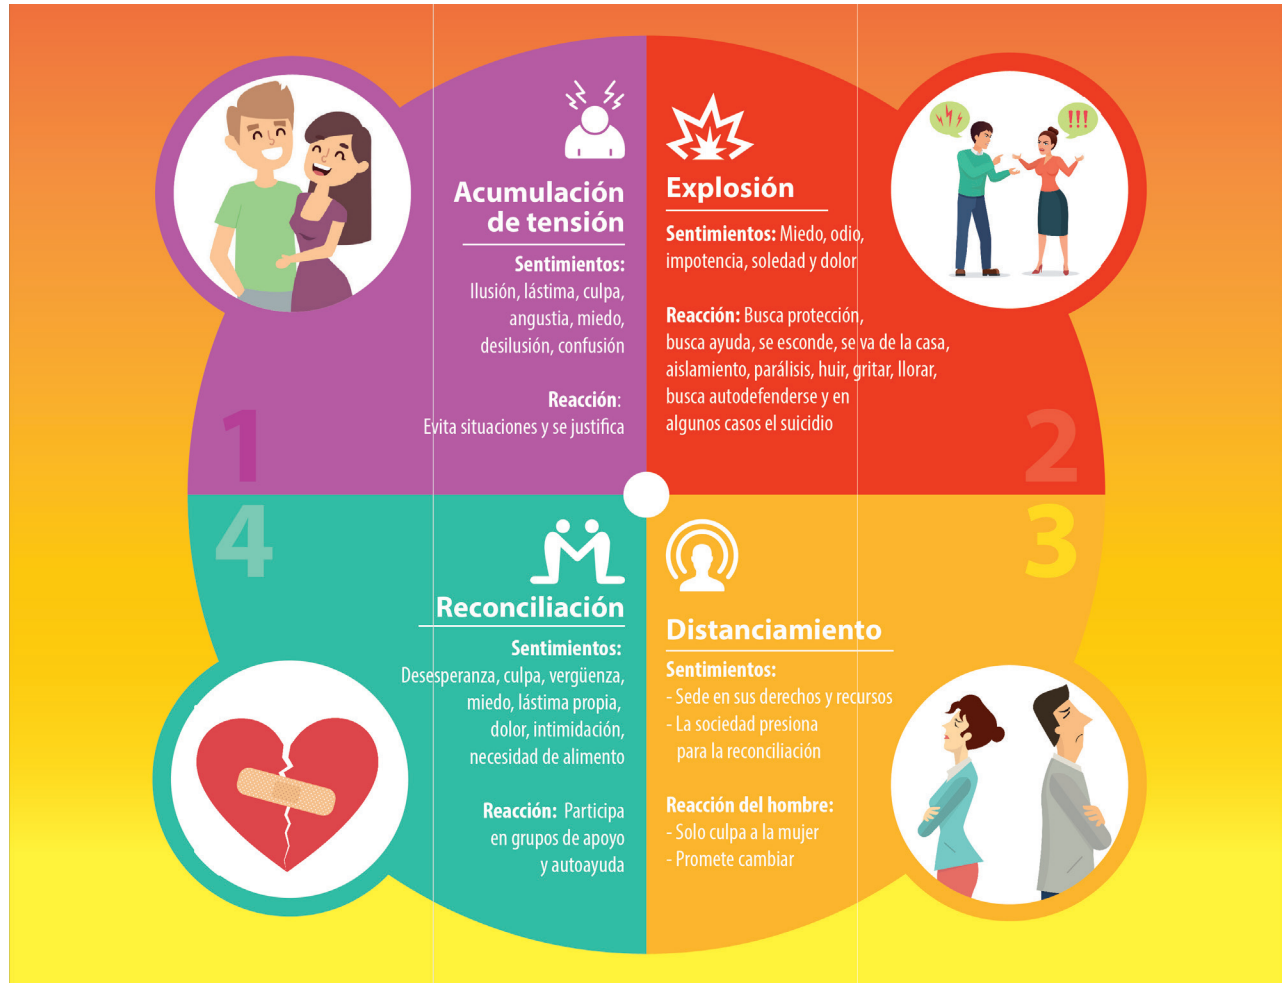 Acumulación
de tensión
Sentimientos:
Ilusión, lástima, culpa,
angustia, miedo,
desilusión, confusión
Reacción:
Evita situaciones y se justifica
1
!!!
Explosión
Sentimientos: Miedo, odio,
impotencia, soledad y dolor
Reacción: Busca protección,
busca ayuda, se esconde, se va de la casa,
aislamiento, parálisis, huir, gritar, llorar,
busca autodefenderse y en
algunos casos el suicidio
2
3
Distanciamiento
Sentimientos:
- Sede en sus derechos y recursos
- La sociedad presiona
para la reconciliación
Reacción del hombre:
- Solo culpa a la mujer
- Promete cambiar
4
Reconciliación
Sentimientos:
Desesperanza, culpa, vergüenza,
miedo, lástima propia,
dolor, intimidación,
necesidad de alimento
Reacción: Participa
en grupos de apoyo
y autoayuda